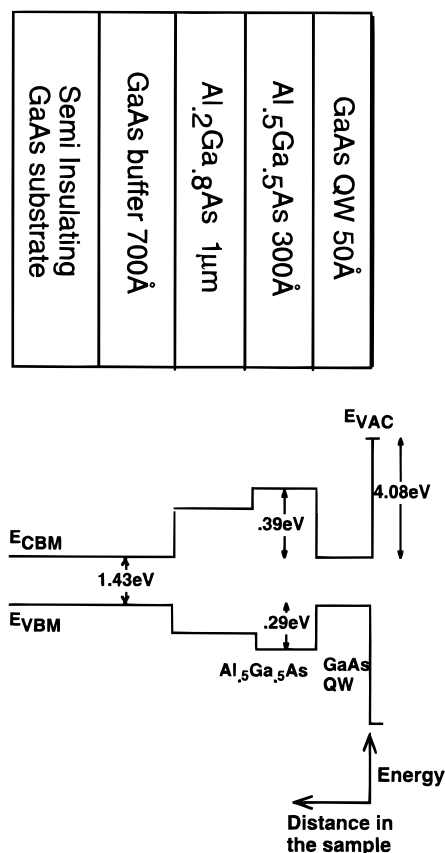 Semi Insulating
GaAs substrate
GaAs buffer 700Å
Al.2Ga.8As 1μm
Al.5Ga.5As 300Å
GaAs QW 50Å
EVAC
4.08eV
ECBM
.39eV
1.43eV
EVBM
.29eV
Al.5Ga.5As
GaAs
QW
Energy
Distance in
the sample